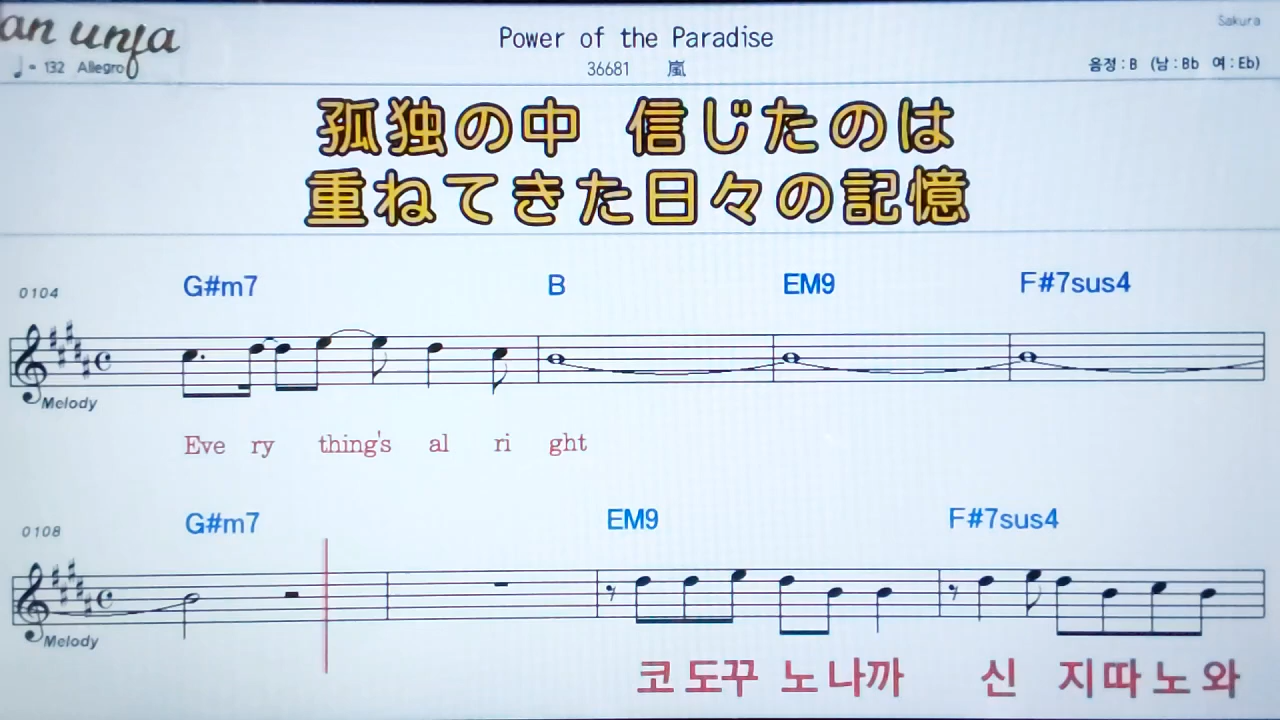 an unja
Power of the Paradise
Sakura
♩= 132 Allegro
36681 嵐
음정 : B (남 : Bb 여 : Eb)
孤独の中 信じたのは
重ねてきた日々の記憶
0104
G#m7 B EM9 F#7sus4
Melody
Eve ry thing's al ri ght
0108
G#m7 EM9 F#7sus4
Melody
코 도꾸 노 나까 신 지 따 노 와